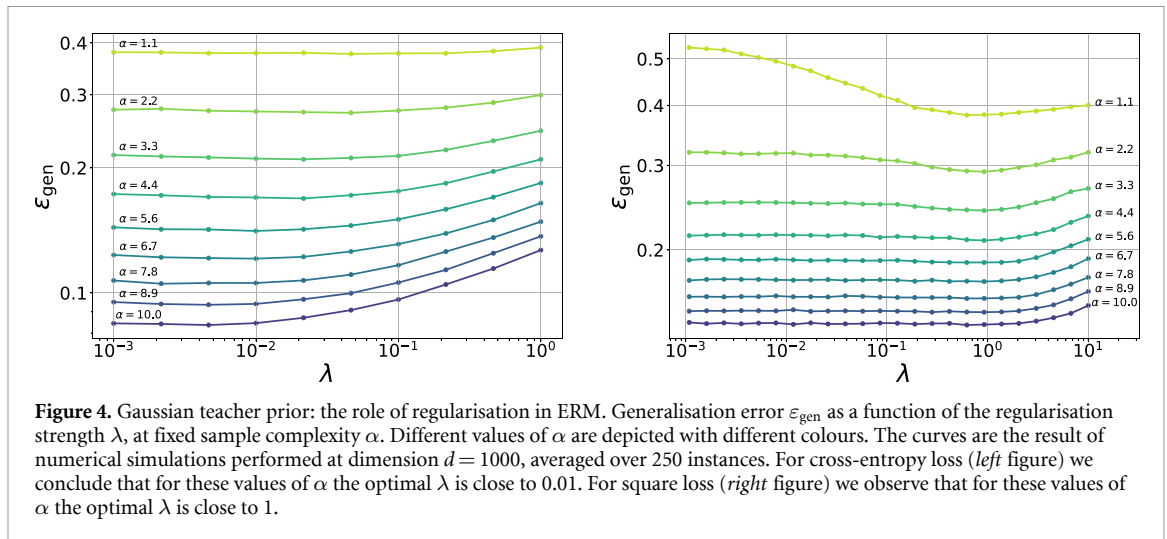 0.4
0.3
0.2
0.1
ε_gen
α = 1.1
α = 2.2
α = 3.3
α = 4.4
α = 5.6
α = 6.7
α = 7.8
α = 8.9
α = 10.0
10⁻³ 10⁻² 10⁻¹ 10⁰
λ
0.5
0.4
0.3
0.2
ε_gen
α = 1.1
α = 2.2
α = 3.3
α = 4.4
α = 5.6
α = 6.7
α = 7.8
α = 8.9
α = 10.0
10⁻³ 10⁻² 10⁻¹ 10⁰ 10¹
λ
Figure 4. Gaussian teacher prior: the role of regularisation in ERM. Generalisation error ε_gen as a function of the regularisation
strength λ, at fixed sample complexity α. Different values of α are depicted with different colours. The curves are the result of
numerical simulations performed at dimension d = 1000, averaged over 250 instances. For cross-entropy loss (left figure) we
conclude that for these values of α the optimal λ is close to 0.01. For square loss (right figure) we observe that for these values of
α the optimal λ is close to 1.